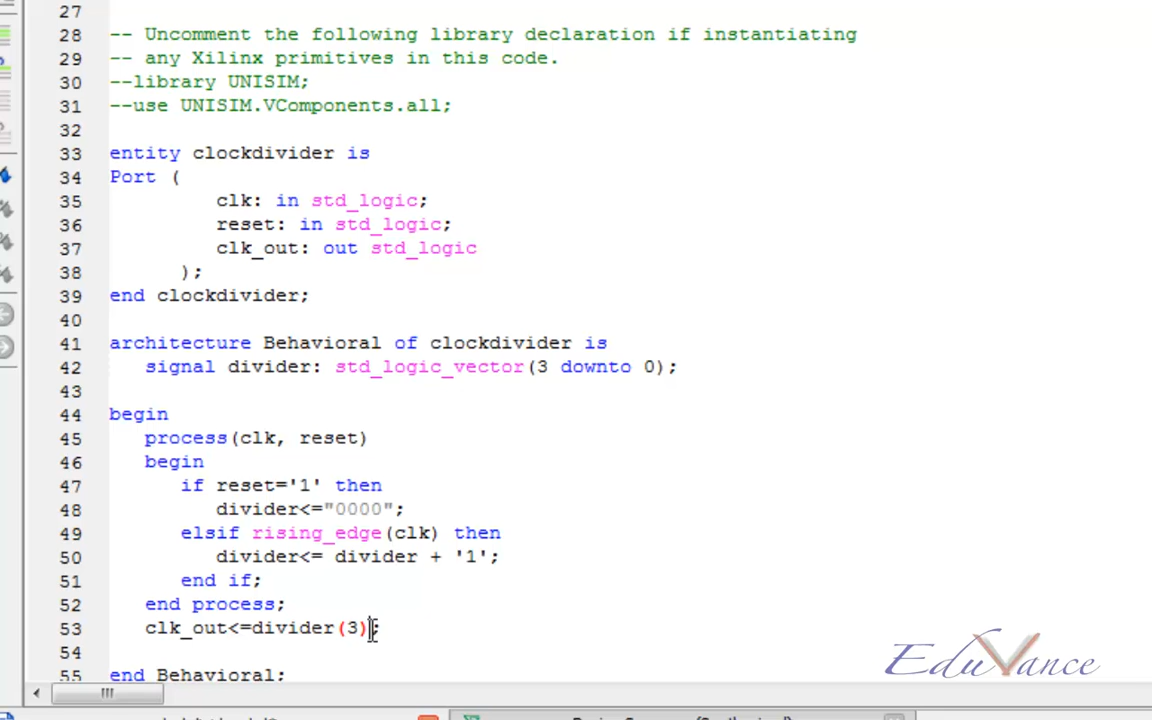 27
28 -- Uncomment the following library declaration if instantiating
29 -- any Xilinx primitives in this code.
30 --library UNISIM;
31 --use UNISIM.VComponents.all;
32
33 entity clockdivider is
34 Port (
35 clk: in std_logic;
36 reset: in std_logic;
37 clk_out: out std_logic
38 );
39 end clockdivider;
40
41 architecture Behavioral of clockdivider is
42 signal divider: std_logic_vector(3 downto 0);
43
44 begin
45 process(clk, reset)
46 begin
47 if reset='1' then
48 divider<="0000";
49 elsif rising_edge(clk) then
50 divider<= divider + '1';
51 end if;
52 end process;
53 clk_out<=divider(3);
54
55 end Behavioral;
EduVance